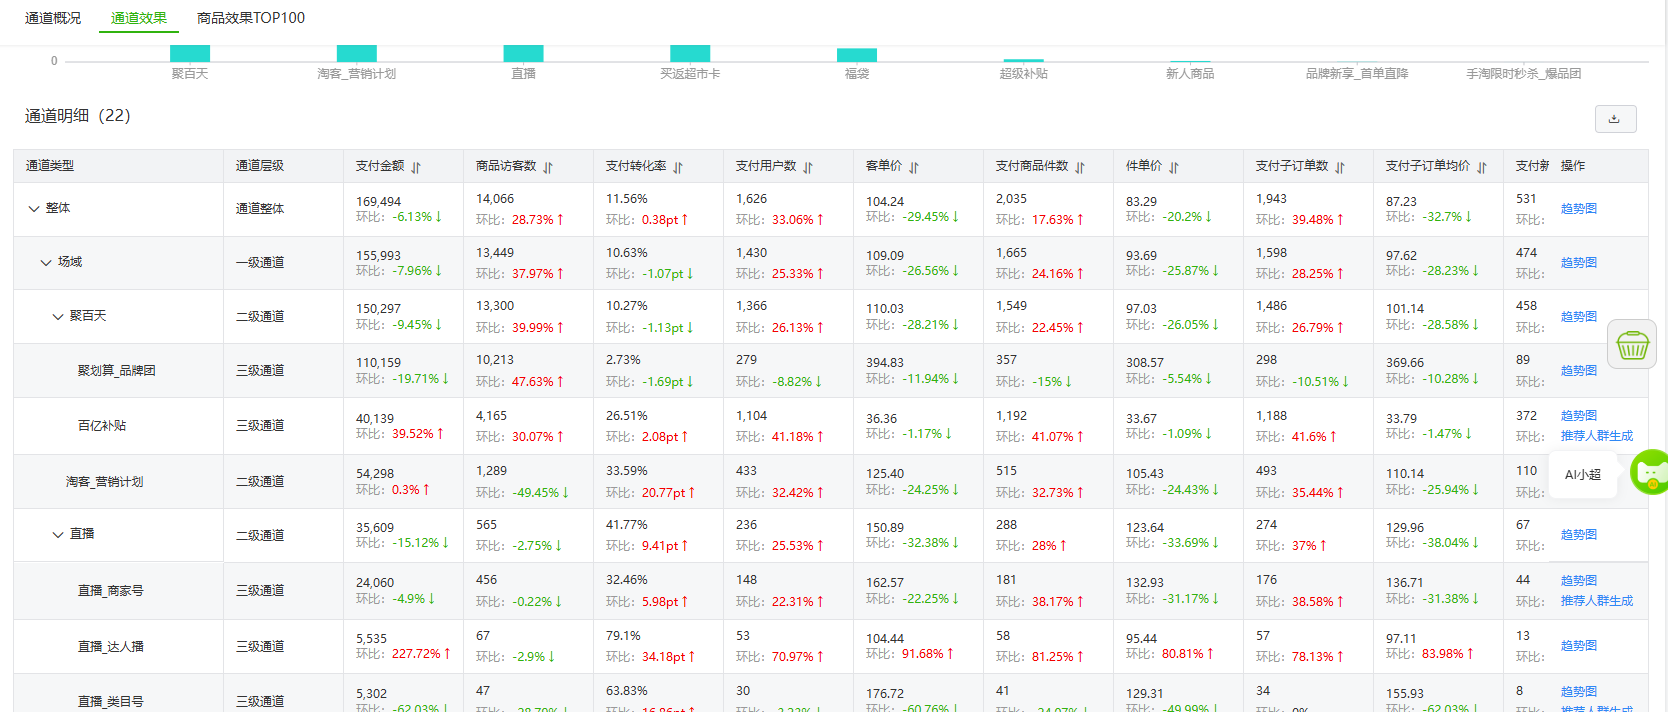 通道概况 通道效果 商品效果TOP100
0
聚百天 淘客_营销计划 直播 买返超市卡 福袋 超级补贴 新人商品 品牌新享_首单直降 手淘限时秒杀_爆品团
通道明细（22）
通道类型 通道层级 支付金额 商品访客数 支付转化率 支付用户数 客单价 支付商品件数 件单价 支付子订单数 支付子订单均价 支付新 操作
整体 通道整体 169,494 14,066 11.56% 1,626 104.24 2,035 83.29 1,943 87.23 531 趋势图
环比: -6.13%↓ 环比: 28.73%↑ 环比: 0.38pt↑ 环比: 33.06%↑ 环比: -29.45%↓ 环比: 17.63%↑ 环比: -20.2%↓ 环比: 39.48%↑ 环比: -32.7%↓ 环比:
场域 一级通道 155,993 13,449 10.63% 1,430 109.09 1,665 93.69 1,598 97.62 474 趋势图
环比: -7.96%↓ 环比: 37.97%↑ 环比: -1.07pt↓ 环比: 25.33%↑ 环比: -26.56%↓ 环比: 24.16%↑ 环比: -25.87%↓ 环比: 28.25%↑ 环比: -28.23%↓ 环比:
聚百天 二级通道 150,297 13,300 10.27% 1,366 110.03 1,549 97.03 1,486 101.14 458 趋势图
环比: -9.45%↓ 环比: 39.99%↑ 环比: -1.13pt↓ 环比: 26.13%↑ 环比: -28.21%↓ 环比: 22.45%↑ 环比: -26.05%↓ 环比: 26.79%↑ 环比: -28.58%↓ 环比:
聚划算_品牌团 三级通道 110,159 10,213 2.73% 279 394.83 357 308.57 298 369.66 89 趋势图
环比: -19.71%↓ 环比: 47.63%↑ 环比: -1.69pt↓ 环比: -8.82%↓ 环比: -11.94%↓ 环比: -15%↓ 环比: -5.54%↓ 环比: -10.51%↓ 环比: -10.28%↓ 环比:
百亿补贴 三级通道 40,139 4,165 26.51% 1,104 36.36 1,192 33.67 1,188 33.79 372 趋势图
环比: 39.52%↑ 环比: 30.07%↑ 环比: 2.08pt↑ 环比: 41.18%↑ 环比: -1.17%↓ 环比: 41.07%↑ 环比: -1.09%↓ 环比: 41.6%↑ 环比: -1.47%↓ 环比: 推荐人群生成
淘客_营销计划 二级通道 54,298 1,289 33.59% 433 125.40 515 105.43 493 110.14 110 AI小超
环比: 0.3%↑ 环比: -49.45%↓ 环比: 20.77pt↑ 环比: 32.42%↑ 环比: -24.25%↓ 环比: 32.73%↑ 环比: -24.43%↓ 环比: 35.44%↑ 环比: -25.94%↓ 环比:
直播 二级通道 35,609 565 41.77% 236 150.89 288 123.64 274 129.96 67 趋势图
环比: -15.12%↓ 环比: -2.75%↓ 环比: 9.41pt↑ 环比: 25.53%↑ 环比: -32.38%↓ 环比: 28%↑ 环比: -33.69%↓ 环比: 37%↑ 环比: -38.04%↓ 环比:
直播_商家号 三级通道 24,060 456 32.46% 148 162.57 181 132.93 176 136.71 44 趋势图
环比: -4.9%↓ 环比: -0.22%↓ 环比: 5.98pt↑ 环比: 22.31%↑ 环比: -22.25%↓ 环比: 38.17%↑ 环比: -31.17%↓ 环比: 38.58%↑ 环比: -31.38%↓ 环比: 推荐人群生成
直播_达人播 三级通道 5,535 67 79.1% 53 104.44 58 95.44 57 97.11 13 趋势图
环比: 227.72%↑ 环比: -2.9%↓ 环比: 34.18pt↑ 环比: 70.97%↑ 环比: 91.68%↑ 环比: 81.25%↑ 环比: 80.81%↑ 环比: 78.13%↑ 环比: 83.98%↑ 环比:
直播_类目号 三级通道 5,302 47 63.83% 30 176.72 41 129.31 34 155.93 8 趋势图